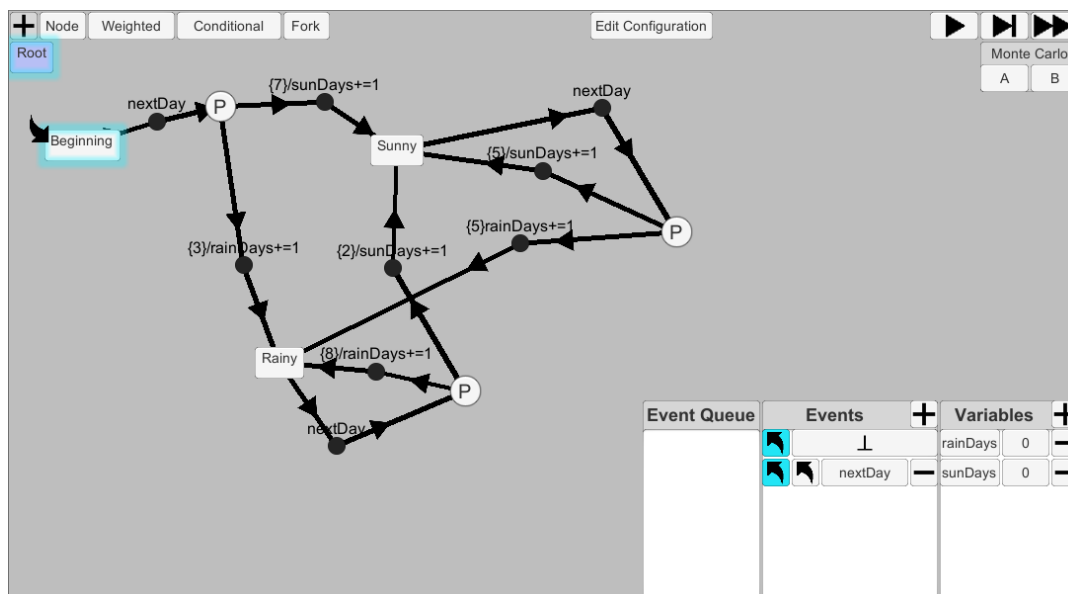 Node Weighted Conditional Fork Edit Configuration
Root
Monte Carlo
A B
{7}/sunDays+=1
nextDay
nextDay
P
Beginning
Sunny
{5}/sunDays+=1
{5}rainDays+=1
P
{3}/rainDays+=1
{2}/sunDays+=1
Rainy
{8}/rainDays+=1
P
nextDay
Event Queue Events Variables
⊥ rainDays 0
nextDay sunDays 0